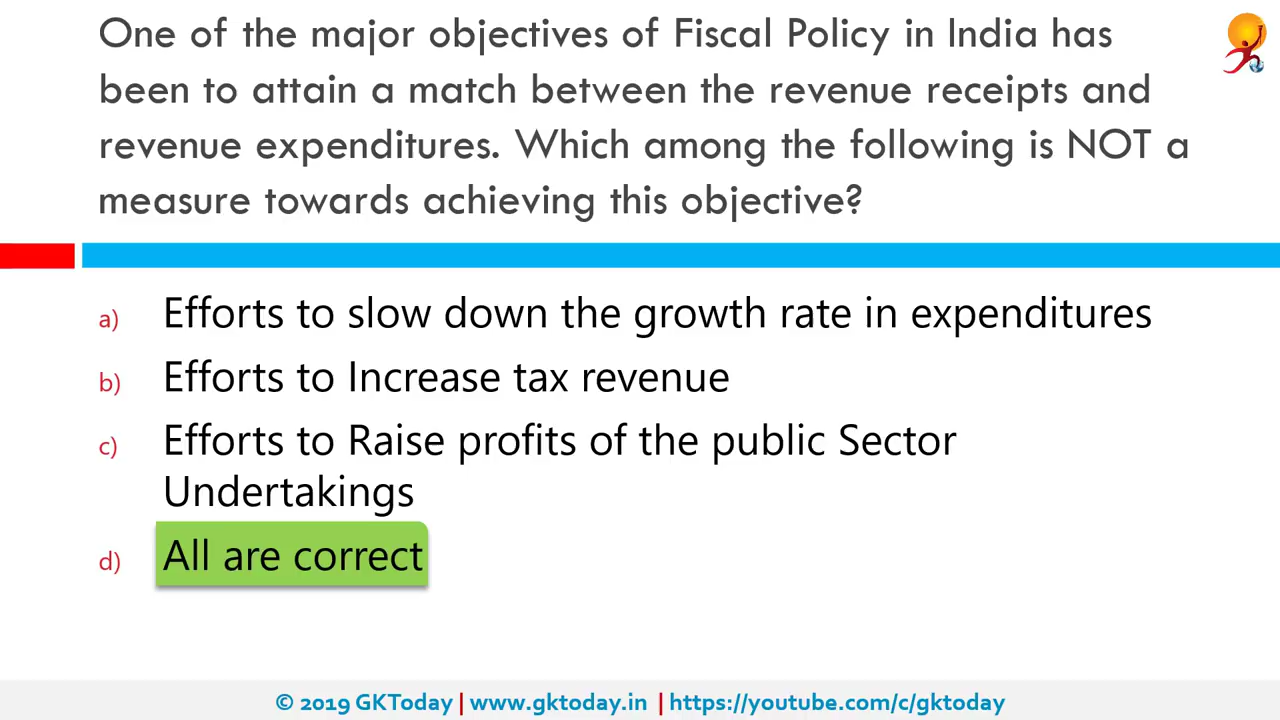 One of the major objectives of Fiscal Policy in India has
been to attain a match between the revenue receipts and
revenue expenditures. Which among the following is NOT a
measure towards achieving this objective?
a) Efforts to slow down the growth rate in expenditures
b) Efforts to Increase tax revenue
c) Efforts to Raise profits of the public Sector
Undertakings
d) All are correct
© 2019 GKToday | www.gktoday.in | https://youtube.com/c/gktoday